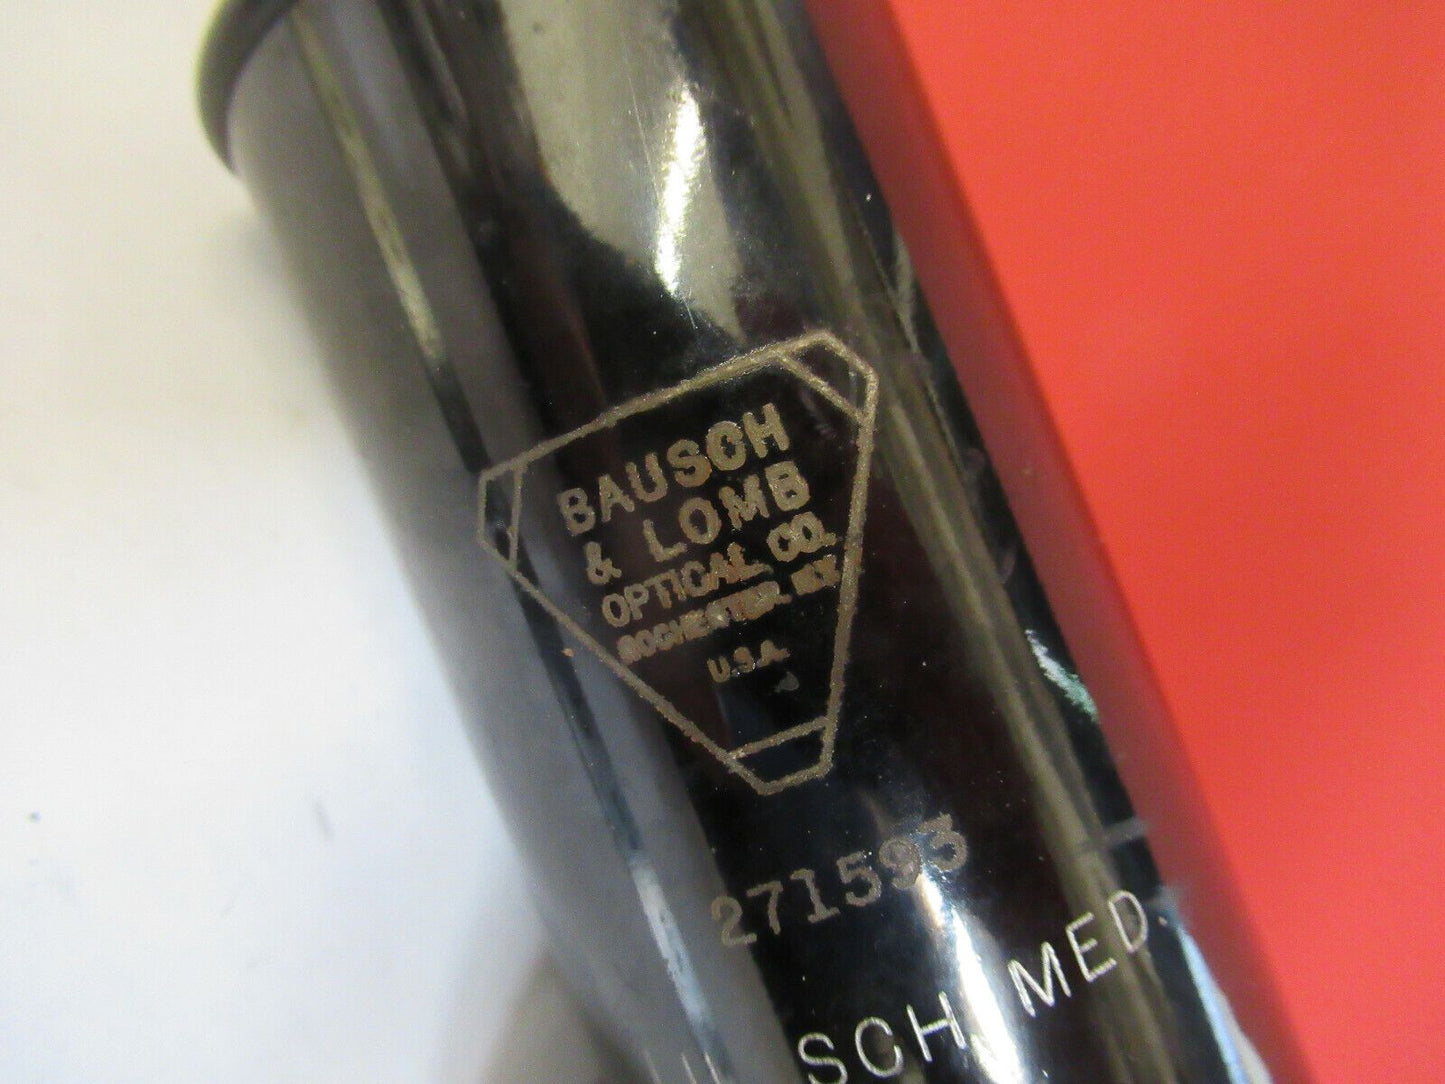 BAUSCH
& LOMB
OPTICAL CO.
ROCHESTER. N.Y.
U.S.A.
271593
SCH. MED.